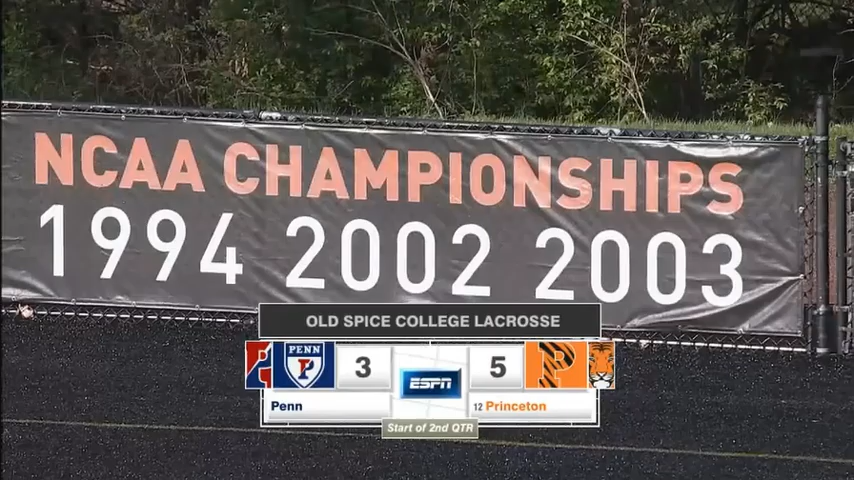 NCAA CHAMPIONSHIPS
1994 2002 2003
OLD SPICE COLLEGE LACROSSE
P PENN P 3 ESPN 5 P
Penn 12 Princeton
Start of 2nd QTR